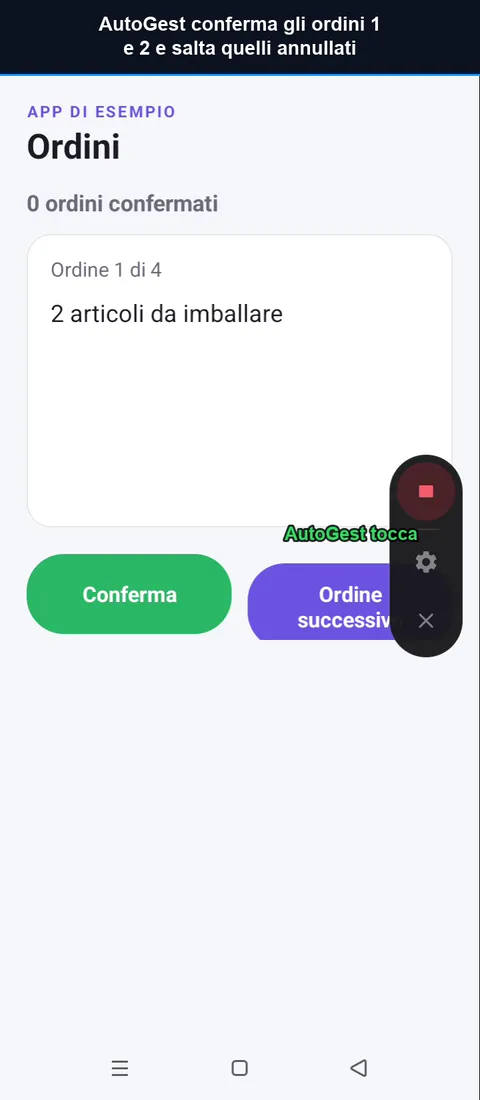 AutoGest conferma gli ordini 1
e 2 e salta quelli annullati
APP DI ESEMPIO
Ordini
0 ordini confermati
Ordine 1 di 4
2 articoli da imballare
AutoGest tocca
Conferma
Ordine
successivo